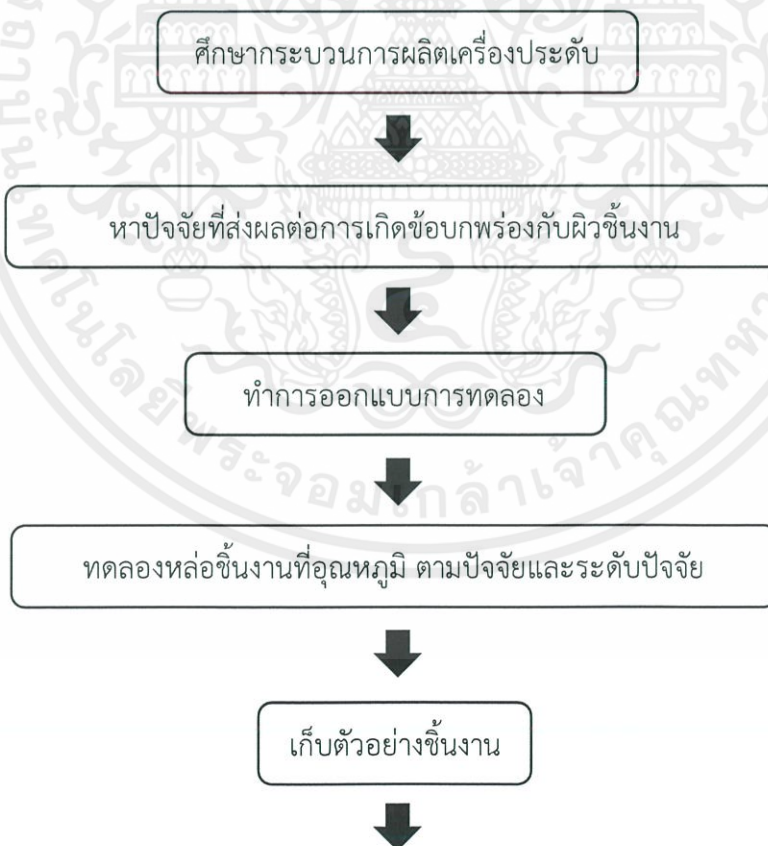 ศึกษากระบวนการผลิตเครื่องประดับ
หาปัจจัยที่ส่งผลต่อการเกิดข้อบกพร่องกับผิวชิ้นงาน
ทำการออกแบบการทดลอง
ทดลองหล่อชิ้นงานที่อุณหภูมิ ตามปัจจัยและระดับปัจจัย
เก็บตัวอย่างชิ้นงาน